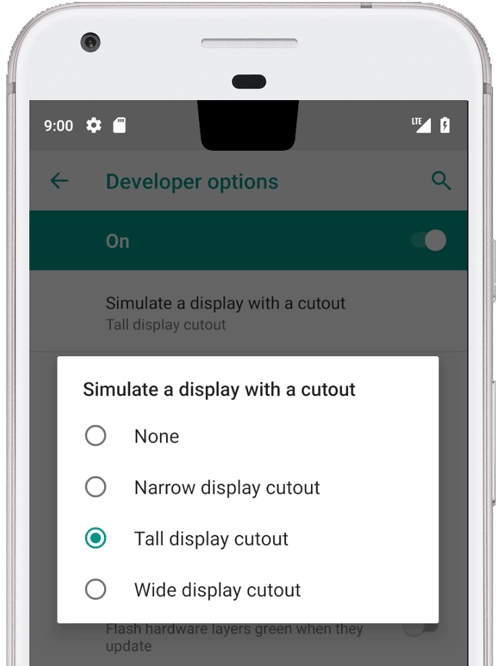 9:00
LTE
Developer options
On
Simulate a display with a cutout
Tall display cutout
Simulate a display with a cutout
None
Narrow display cutout
Tall display cutout
Wide display cutout
Flash hardware layers green when they
update